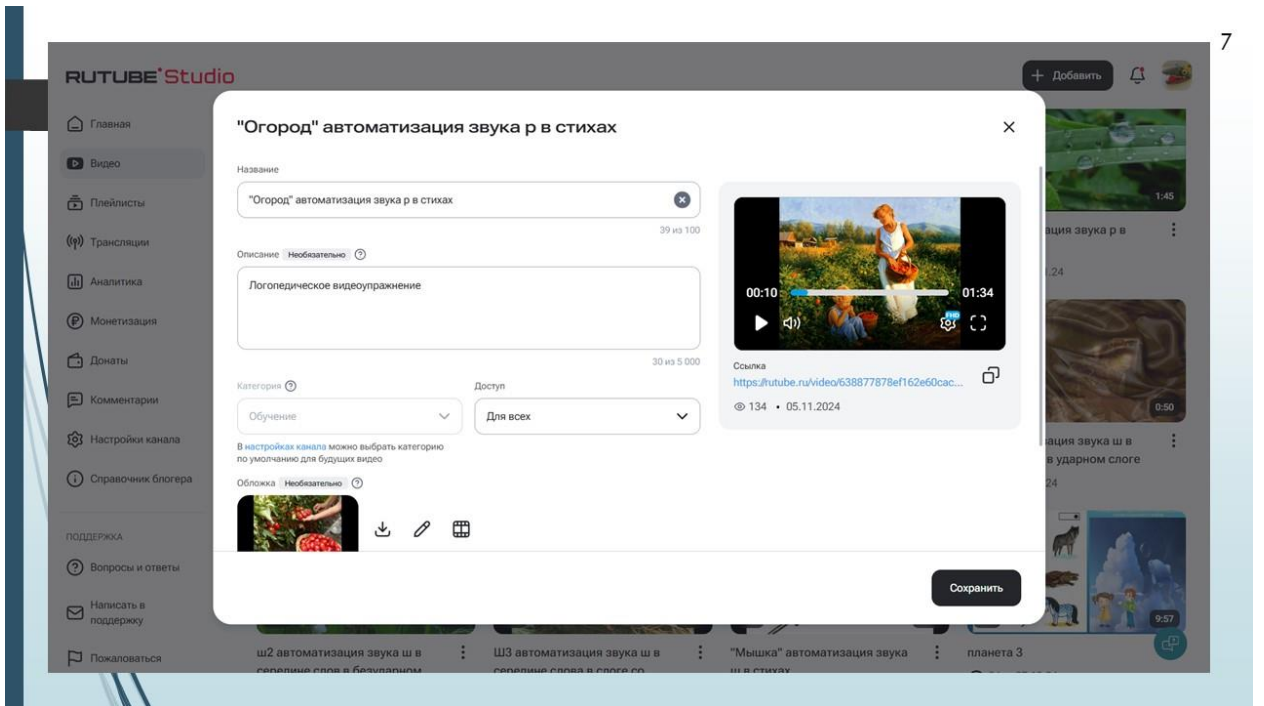 7
RUTUBE Studio
Добавить
Главная
Видео
Плейлисты
Трансляции
Аналитика
Монетизация
Донаты
Комментарии
Настройки канала
Справочник блогера
ПОДДЕРЖКА
Вопросы и ответы
Написать в
поддержку
Пожаловаться
"Огород" автоматизация звука р в стихах
Название
"Огород" автоматизация звука р в стихах
39 из 100
Описание Необязательно
Логопедическое видеоупражнение
30 из 5 000
Категория
Доступ
Обучение
Для всех
В настройках канала можно выбрать категорию
по умолчанию для будущих видео
Обложка Необязательно
00:10
01:34
FHD
Ссылка
https://rutube.ru/video/638877878ef162e60cac...
134 • 05.11.2024
Сохранить
1:45
ация звука р в
.24
0:50
ация звука ш в
в ударном слоге
24
9:57
ш2 автоматизация звука ш в
середине слов в безударном
Ш3 автоматизация звука ш в
середине слова в слоге со
"Мышка" автоматизация звука
ш в стихах
планета 3